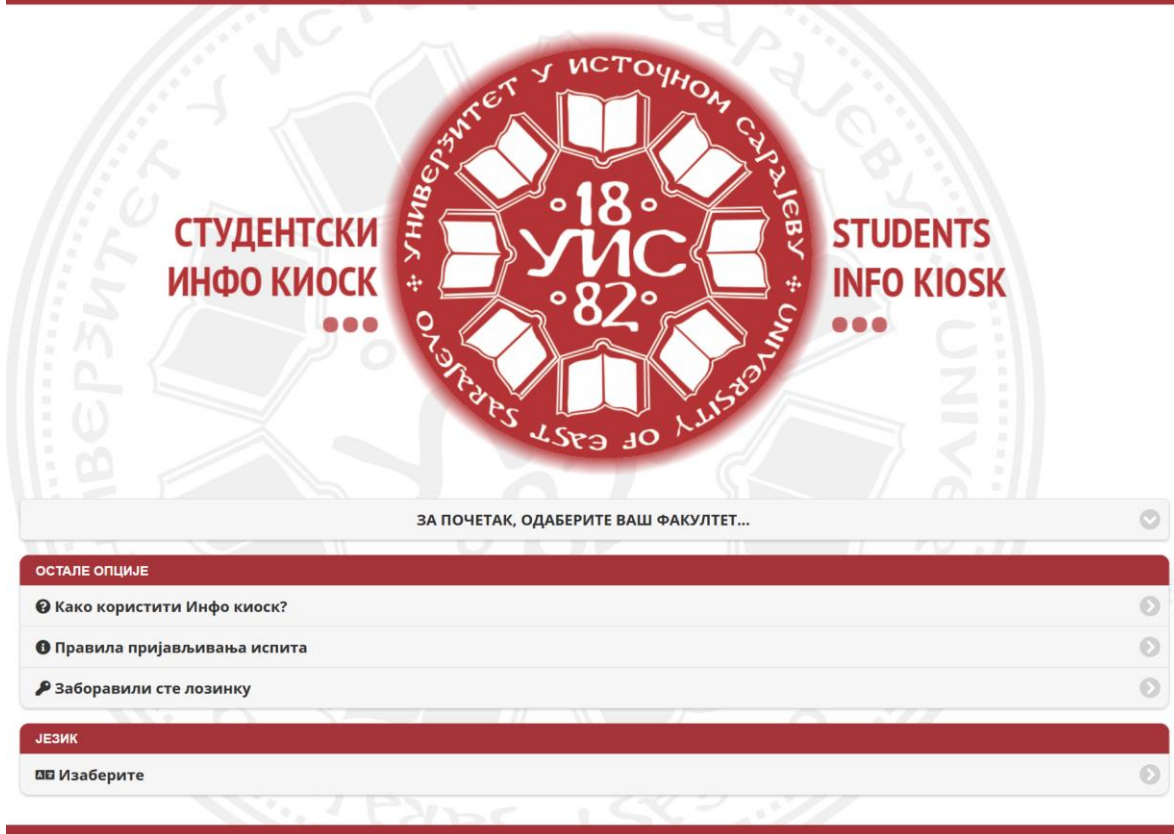 УНИВЕРЗИТЕТ У ИСТОЧНОМ САРАЈЕВУ
UNIVERSITY OF EAST SARAJEVO
18
УИС
82
СТУДЕНТСКИ
ИНФО КИОСК
STUDENTS
INFO KIOSK
ЗА ПОЧЕТАК, ОДАБЕРИТЕ ВАШ ФАКУЛТЕТ...
ОСТАЛЕ ОПЦИЈЕ
Како користити Инфо киоск?
Правила пријављивања испита
Заборавили сте лозинку
ЈЕЗИК
Изаберите